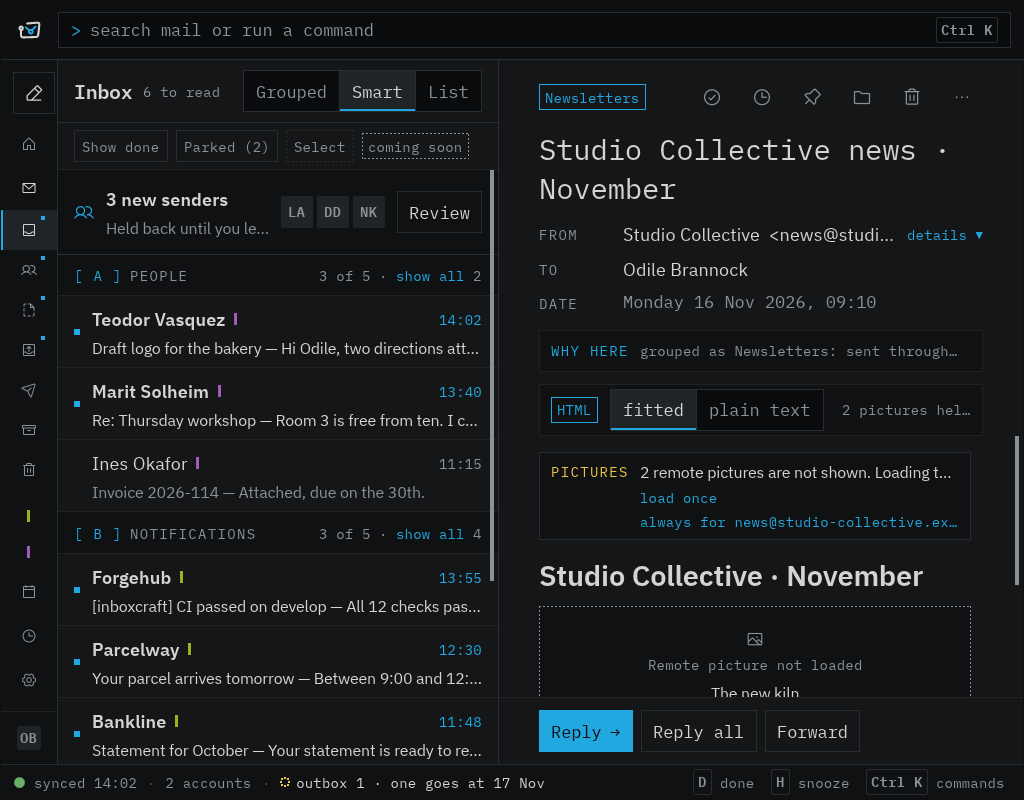 > search mail or run a command Ctrl K
Inbox 6 to read Grouped Smart List
Show done Parked (2) Select coming soon
3 new senders
Held back until you le… LA DD NK Review
[ A ] PEOPLE 3 of 5 · show all 2
Teodor Vasquez 14:02
Draft logo for the bakery — Hi Odile, two directions att…
Marit Solheim 13:40
Re: Thursday workshop — Room 3 is free from ten. I c…
Ines Okafor 11:15
Invoice 2026-114 — Attached, due on the 30th.
[ B ] NOTIFICATIONS 3 of 5 · show all 4
Forgehub 13:55
[inboxcraft] CI passed on develop — All 12 checks pas…
Parcelway 12:30
Your parcel arrives tomorrow — Between 9:00 and 12:…
Bankline 11:48
Statement for October — Your statement is ready to re…
OB
Newsletters ···
Studio Collective news ·
November
FROM Studio Collective <news@studi… details ▾
TO Odile Brannock
DATE Monday 16 Nov 2026, 09:10
WHY HERE grouped as Newsletters: sent through…
HTML fitted plain text 2 pictures hel…
PICTURES 2 remote pictures are not shown. Loading t…
load once
always for news@studio-collective.ex…
Studio Collective · November
Remote picture not loaded
The new kiln
Reply → Reply all Forward
synced 14:02 · 2 accounts · outbox 1 · one goes at 17 Nov D done H snooze Ctrl K commands